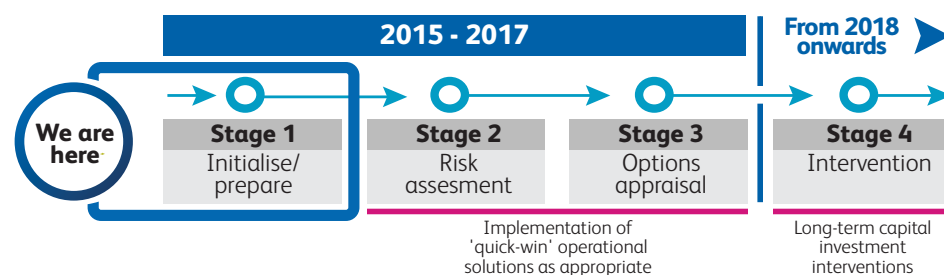 2015 - 2017
From 2018
onwards
We are
here
Stage 1
Initialise/
prepare
Stage 2
Risk
assesment
Stage 3
Options
appraisal
Stage 4
Intervention
Implementation of
'quick-win' operational
solutions as appropriate
Long-term capital
investment
interventions